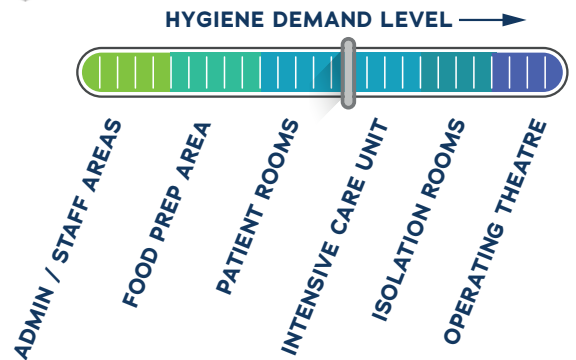 HYGIENE DEMAND LEVEL
ADMIN / STAFF AREAS
FOOD PREP AREA
PATIENT ROOMS
INTENSIVE CARE UNIT
ISOLATION ROOMS
OPERATING THEATRE